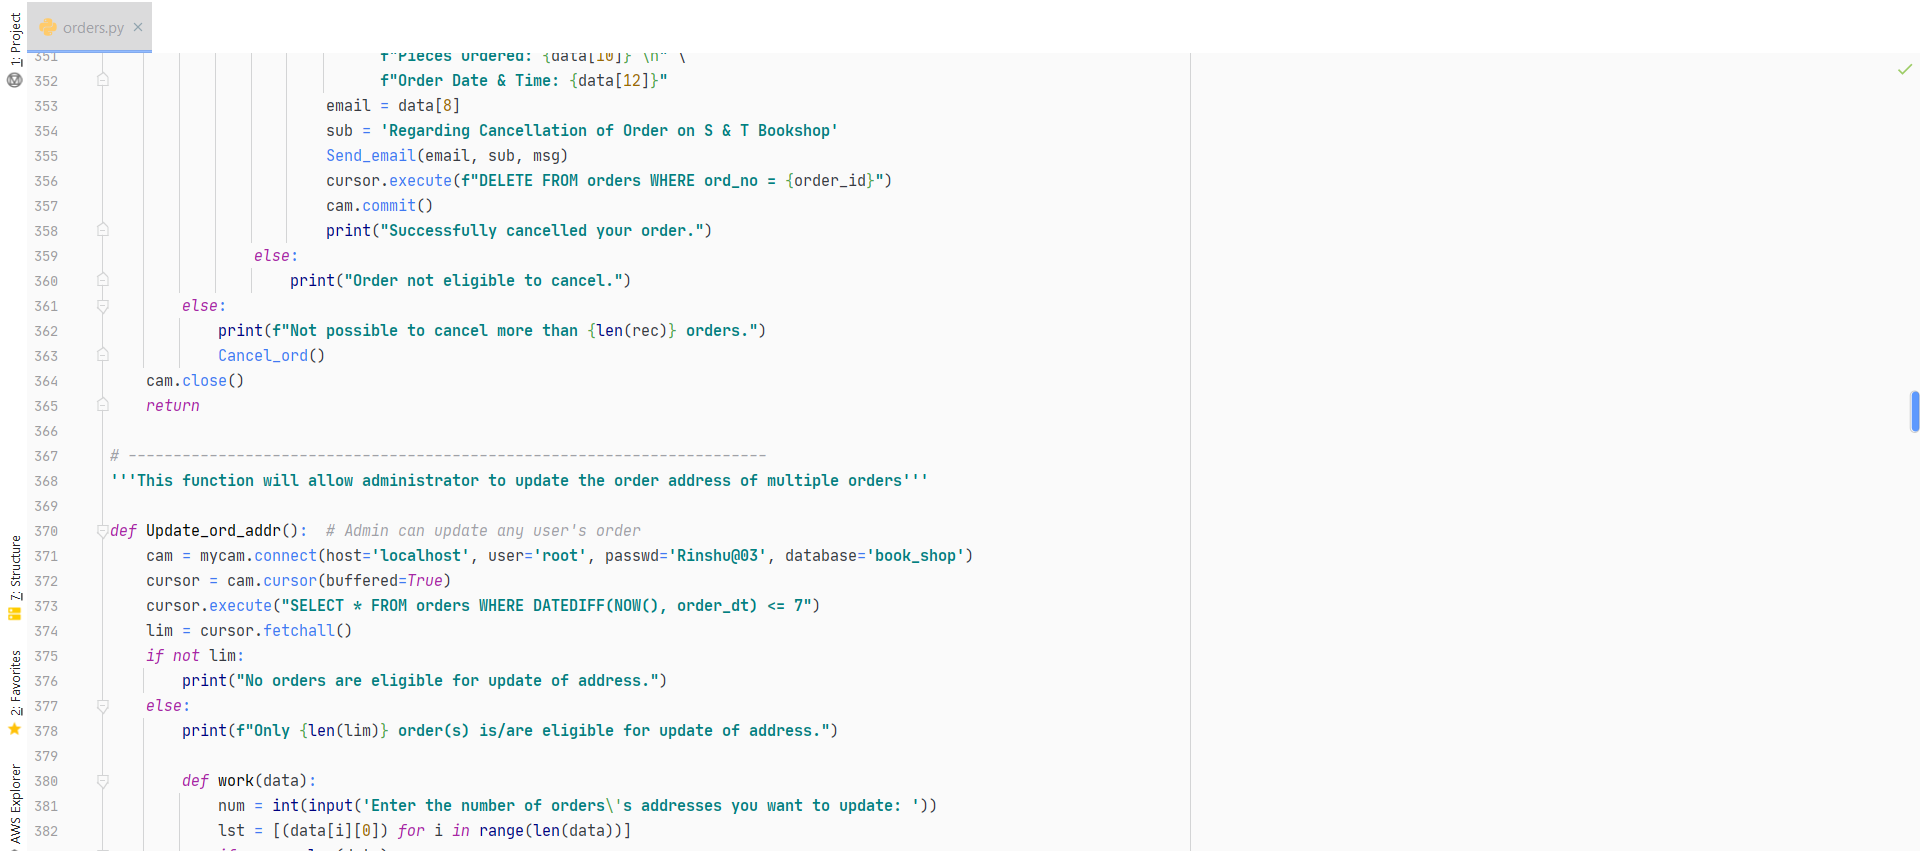 1: Project
orders.py
351 f"Pieces Ordered: {data[10]} \n" \
352 f"Order Date & Time: {data[12]}"
353 email = data[8]
354 sub = 'Regarding Cancellation of Order on S & T Bookshop'
355 Send_email(email, sub, msg)
356 cursor.execute(f"DELETE FROM orders WHERE ord_no = {order_id}")
357 cam.commit()
358 print("Successfully cancelled your order.")
359 else:
360 print("Order not eligible to cancel.")
361 else:
362 print(f"Not possible to cancel more than {len(rec)} orders.")
363 Cancel_ord()
364 cam.close()
365 return
366
367 # -----------------------------------------------------------------------
368 '''This function will allow administrator to update the order address of multiple orders'''
369
370 def Update_ord_addr():  # Admin can update any user's order
371 cam = mycam.connect(host='localhost', user='root', passwd='Rinshu@03', database='book_shop')
372 cursor = cam.cursor(buffered=True)
373 cursor.execute("SELECT * FROM orders WHERE DATEDIFF(NOW(), order_dt) <= 7")
374 lim = cursor.fetchall()
375 if not lim:
376 print("No orders are eligible for update of address.")
377 else:
378 print(f"Only {len(lim)} order(s) is/are eligible for update of address.")
379
380 def work(data):
381 num = int(input('Enter the number of orders\'s addresses you want to update: '))
382 lst = [(data[i][0]) for i in range(len(data))]
7: Structure
2: Favorites
AWS Explorer